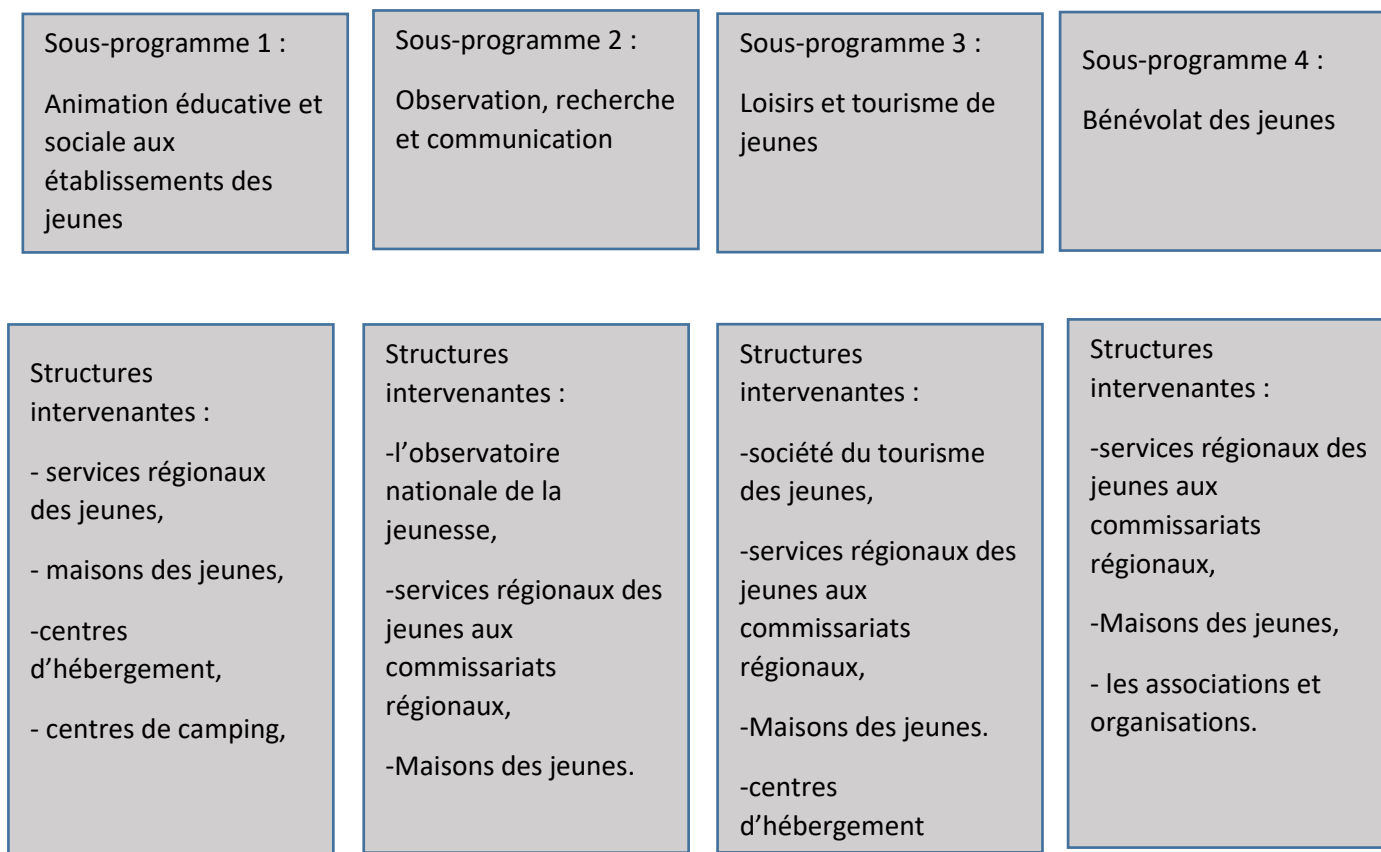 Sous-programme 1 :
Animation éducative et
sociale aux
établissements des
jeunes
Sous-programme 2 :
Observation, recherche
et communication
Sous-programme 3 :
Loisirs et tourisme de
jeunes
Sous-programme 4 :
Bénévolat des jeunes
Structures
intervenantes :
- services régionaux
des jeunes,
- maisons des jeunes,
-centres
d’hébergement,
- centres de camping,
Structures
intervenantes :
-l’observatoire
nationale de la
jeunesse,
-services régionaux des
jeunes aux
commissariats
régionaux,
-Maisons des jeunes.
Structures
intervenantes :
-société du tourisme
des jeunes,
-services régionaux des
jeunes aux
commissariats
régionaux,
-Maisons des jeunes.
-centres
d’hébergement
Structures
intervenantes :
-services régionaux des
jeunes aux
commissariats
régionaux,
-Maisons des jeunes,
- les associations et
organisations.